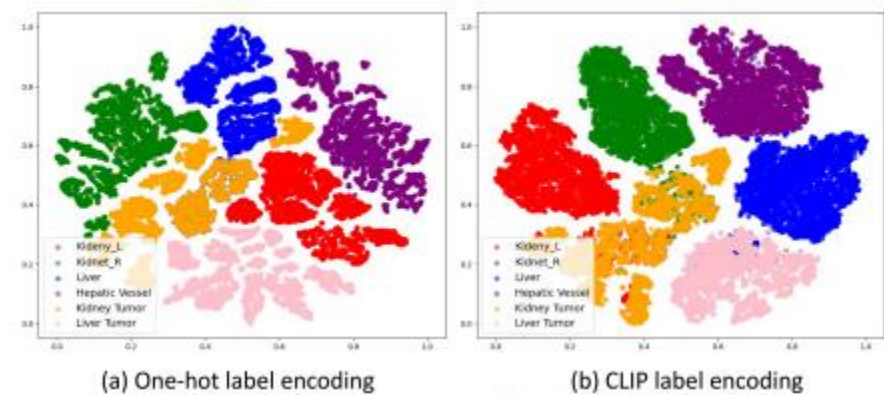 1.0
0.8
0.6
0.4
0.2
0.0
Kideny_L
Kidnet_R
Liver
Hepatic Vessel
Kidney Tumor
Liver Tumor
0.0 0.2 0.4 0.6 0.8 1.0
(a) One-hot label encoding
1.0
0.8
0.6
0.4
0.2
0.0
Kideny_L
Kidnet_R
Liver
Hepatic Vessel
Kidney Tumor
Liver Tumor
0.0 0.2 0.4 0.6 0.8 1.0
(b) CLIP label encoding